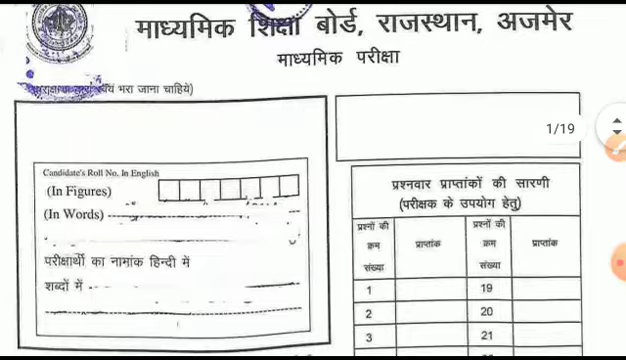 माध्यमिक शिक्षा बोर्ड, राजस्थान, अजमेर
माध्यमिक परीक्षा
भरा जाना चाहिये)
1/19
Candidate's Roll No. In English
(In Figures)
(In Words)
परीक्षार्थी का नामांक हिन्दी में
शब्दों में
प्रश्नवार प्राप्तांकों की सारणी
(परीक्षक के उपयोग हेतु)
प्रश्नों की क्रम संख्या प्राप्तांक प्रश्नों की क्रम संख्या प्राप्तांक
1 19
2 20
3 21